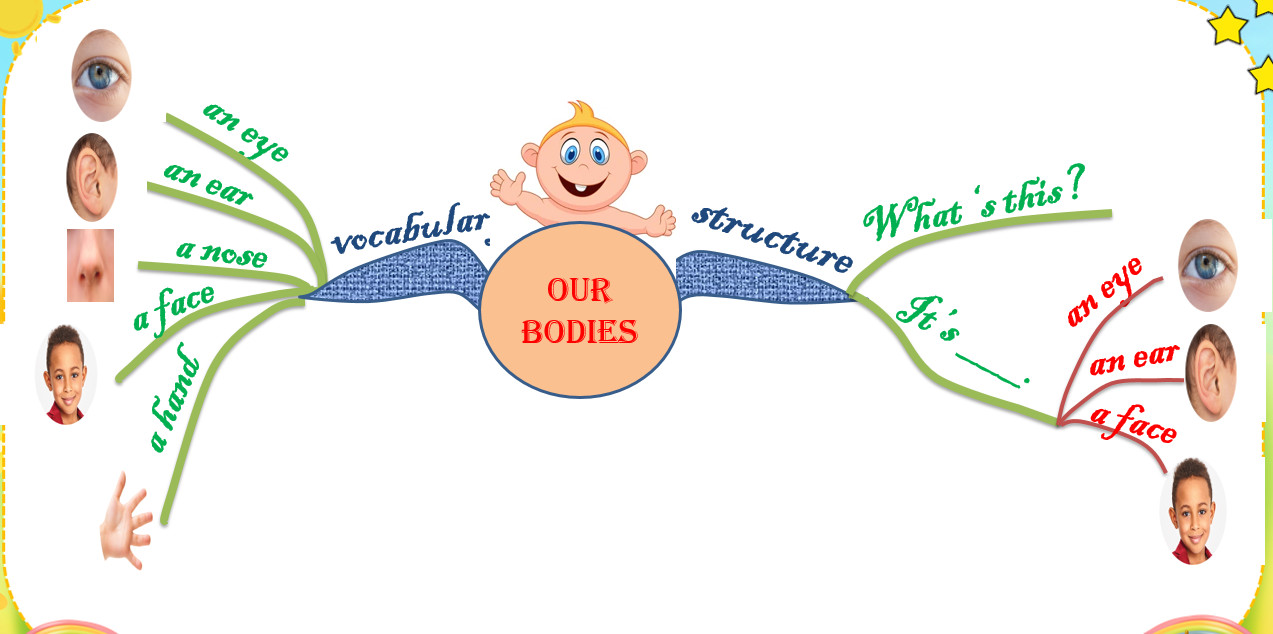 an eye
an ear
a nose
a face
a hand
vocabular
OUR
BODIES
structure
What 's this?
It's ____.
an eye
an ear
a face